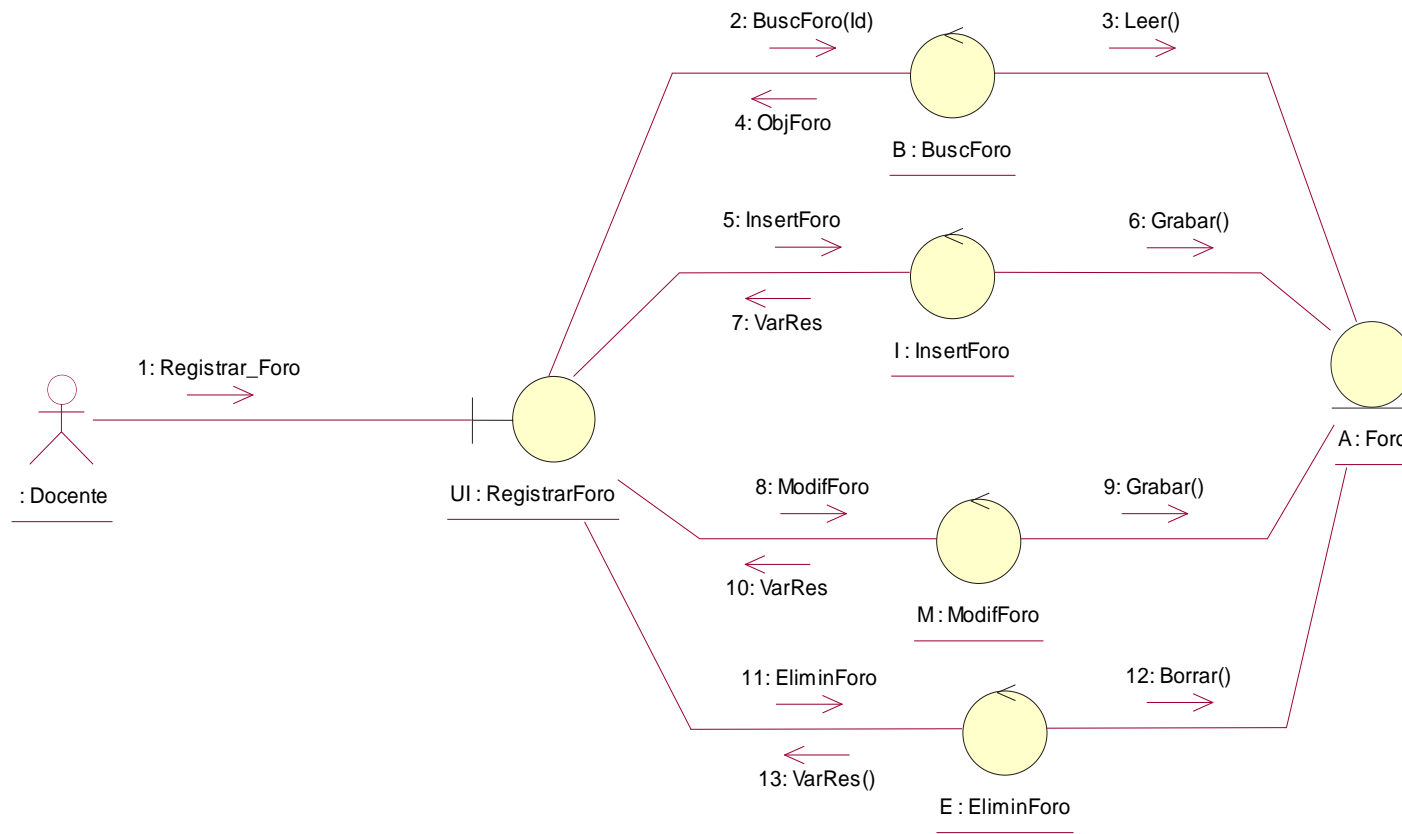 2: BuscForo(Id)
3: Leer()
4: ObjForo
B : BuscForo
5: InsertForo
6: Grabar()
7: VarRes
I : InsertForo
1: Registrar_Foro
: Docente
UI : RegistrarForo
A : Foro
8: ModifForo
9: Grabar()
10: VarRes
M : ModifForo
11: EliminForo
12: Borrar()
13: VarRes()
E : EliminForo